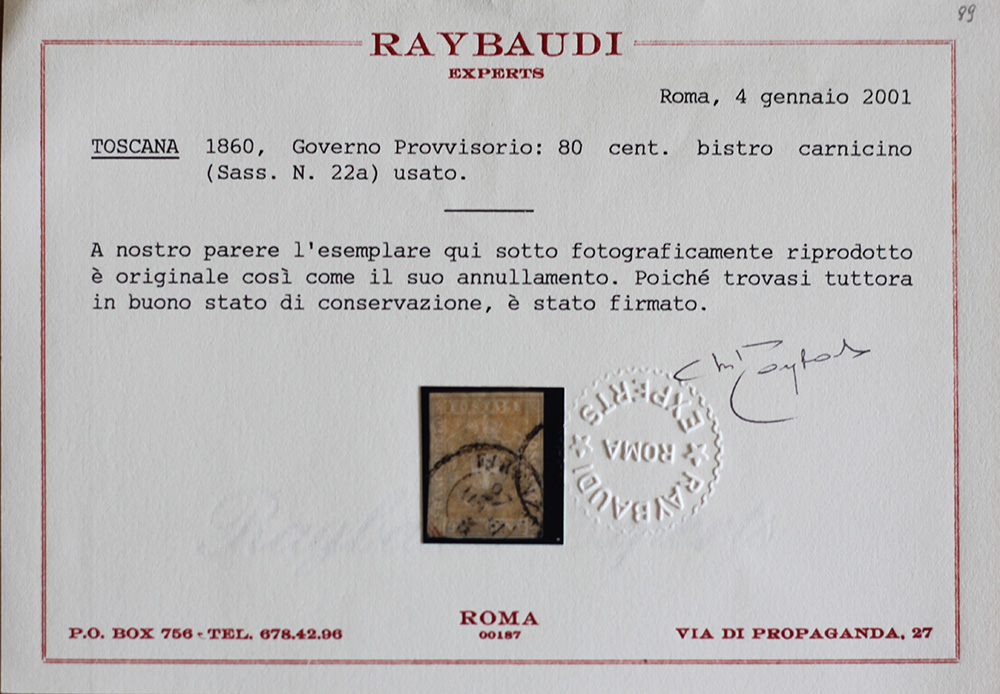 99
RAYBAUDI
EXPERTS
Roma, 4 gennaio 2001
TOSCANA 1860, Governo Provvisorio: 80 cent. bistro carnicino
(Sass. N. 22a) usato.
A nostro parere l'esemplare qui sotto fotograficamente riprodotto
è originale così come il suo annullamento. Poiché trovasi tuttora
in buono stato di conservazione, è stato firmato.
RAYBAUDI ★ EXPERTS ★
ROMA
ROMA
00187
P.O. BOX 756 - TEL. 678.42.96
VIA DI PROPAGANDA, 27